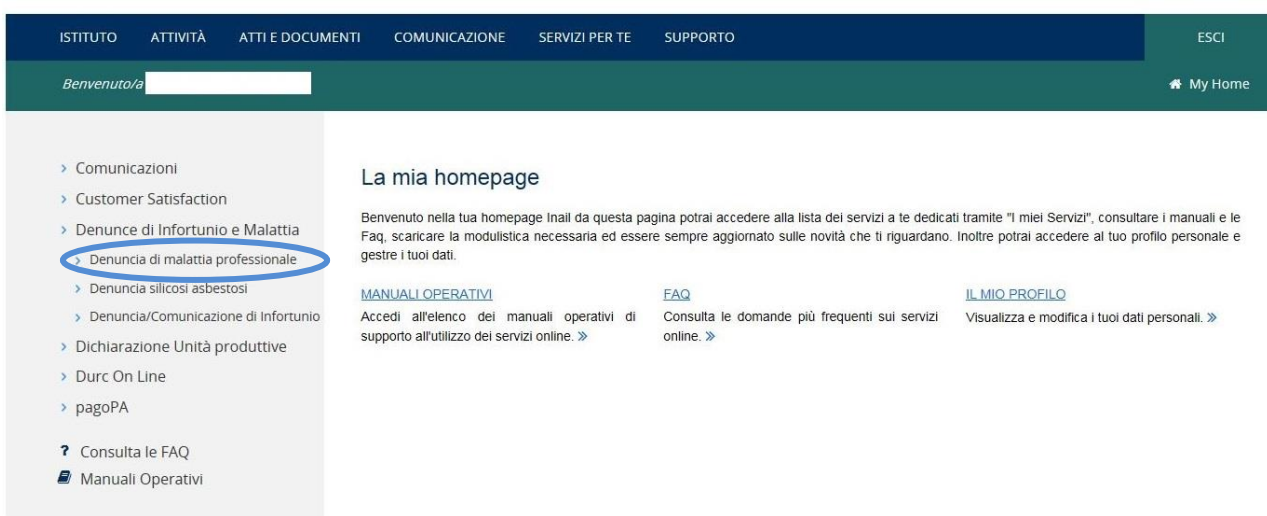 ISTITUTO ATTIVITÀ ATTI E DOCUMENTI COMUNICAZIONE SERVIZI PER TE SUPPORTO ESCI
Benvenuto/a My Home
Comunicazioni
Customer Satisfaction
Denunce di Infortunio e Malattia
Denuncia di malattia professionale
Denuncia silicosi asbestosi
Denuncia/Comunicazione di Infortunio
Dichiarazione Unità produttive
Durc On Line
pagoPA
? Consulta le FAQ
Manuali Operativi
La mia homepage
Benvenuto nella tua homepage Inail da questa pagina potrai accedere alla lista dei servizi a te dedicati tramite "I miei Servizi", consultare i manuali e le
Faq, scaricare la modulistica necessaria ed essere sempre aggiornato sulle novità che ti riguardano. Inoltre potrai accedere al tuo profilo personale e
gestre i tuoi dati.
MANUALI OPERATIVI
Accedi all'elenco dei manuali operativi di
supporto all'utilizzo dei servizi online. »
FAQ
Consulta le domande più frequenti sui servizi
online. »
IL MIO PROFILO
Visualizza e modifica i tuoi dati personali. »